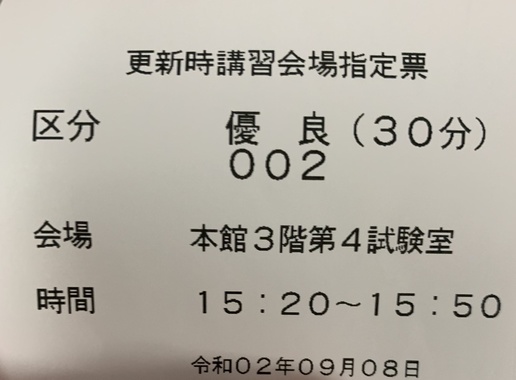 更新時講習会場指定票
区分 優 良（３０分）
００２
会場 本館３階第４試験室
時間 １５：２０～１５：５０
令和０２年０９月０８日